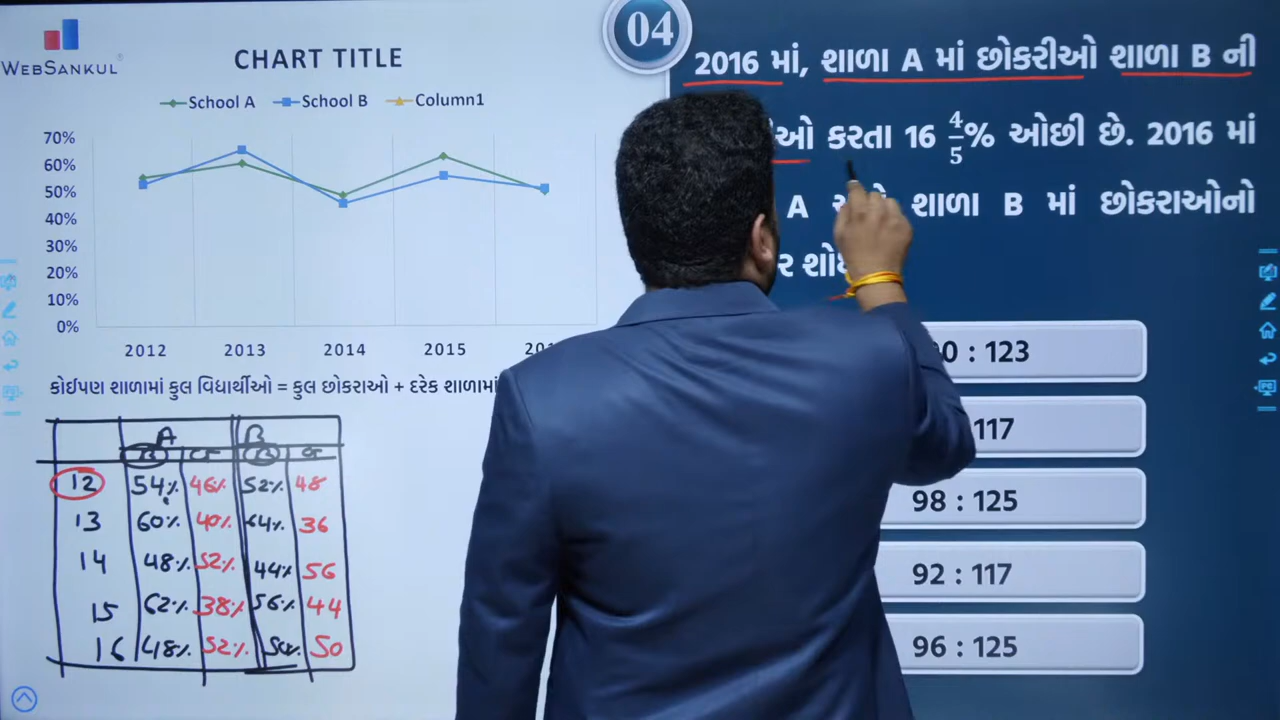 WEBSANKUL
CHART TITLE
School A School B Column1
70%
60%
50%
40%
30%
20%
10%
0%
2012 2013 2014 2015
કોઈપણ શાળામાં કુલ વિદ્યાર્થીઓ = કુલ છોકરાઓ + દરેક શાળામાં
A B
12 54% 46% 52% 48
13 60% 40% 64% 36
14 48% 52% 44% 56
15 62% 38% 56% 44
16 48% 52% 50% 50
04
2016 માં, શાળા A માં છોકરીઓ શાળા B ની
કરતા 16 4/5% ઓછી છે. 2016 માં
A શાળા B માં છોકરાઓનો
: 123
117
98 : 125
92 : 117
96 : 125